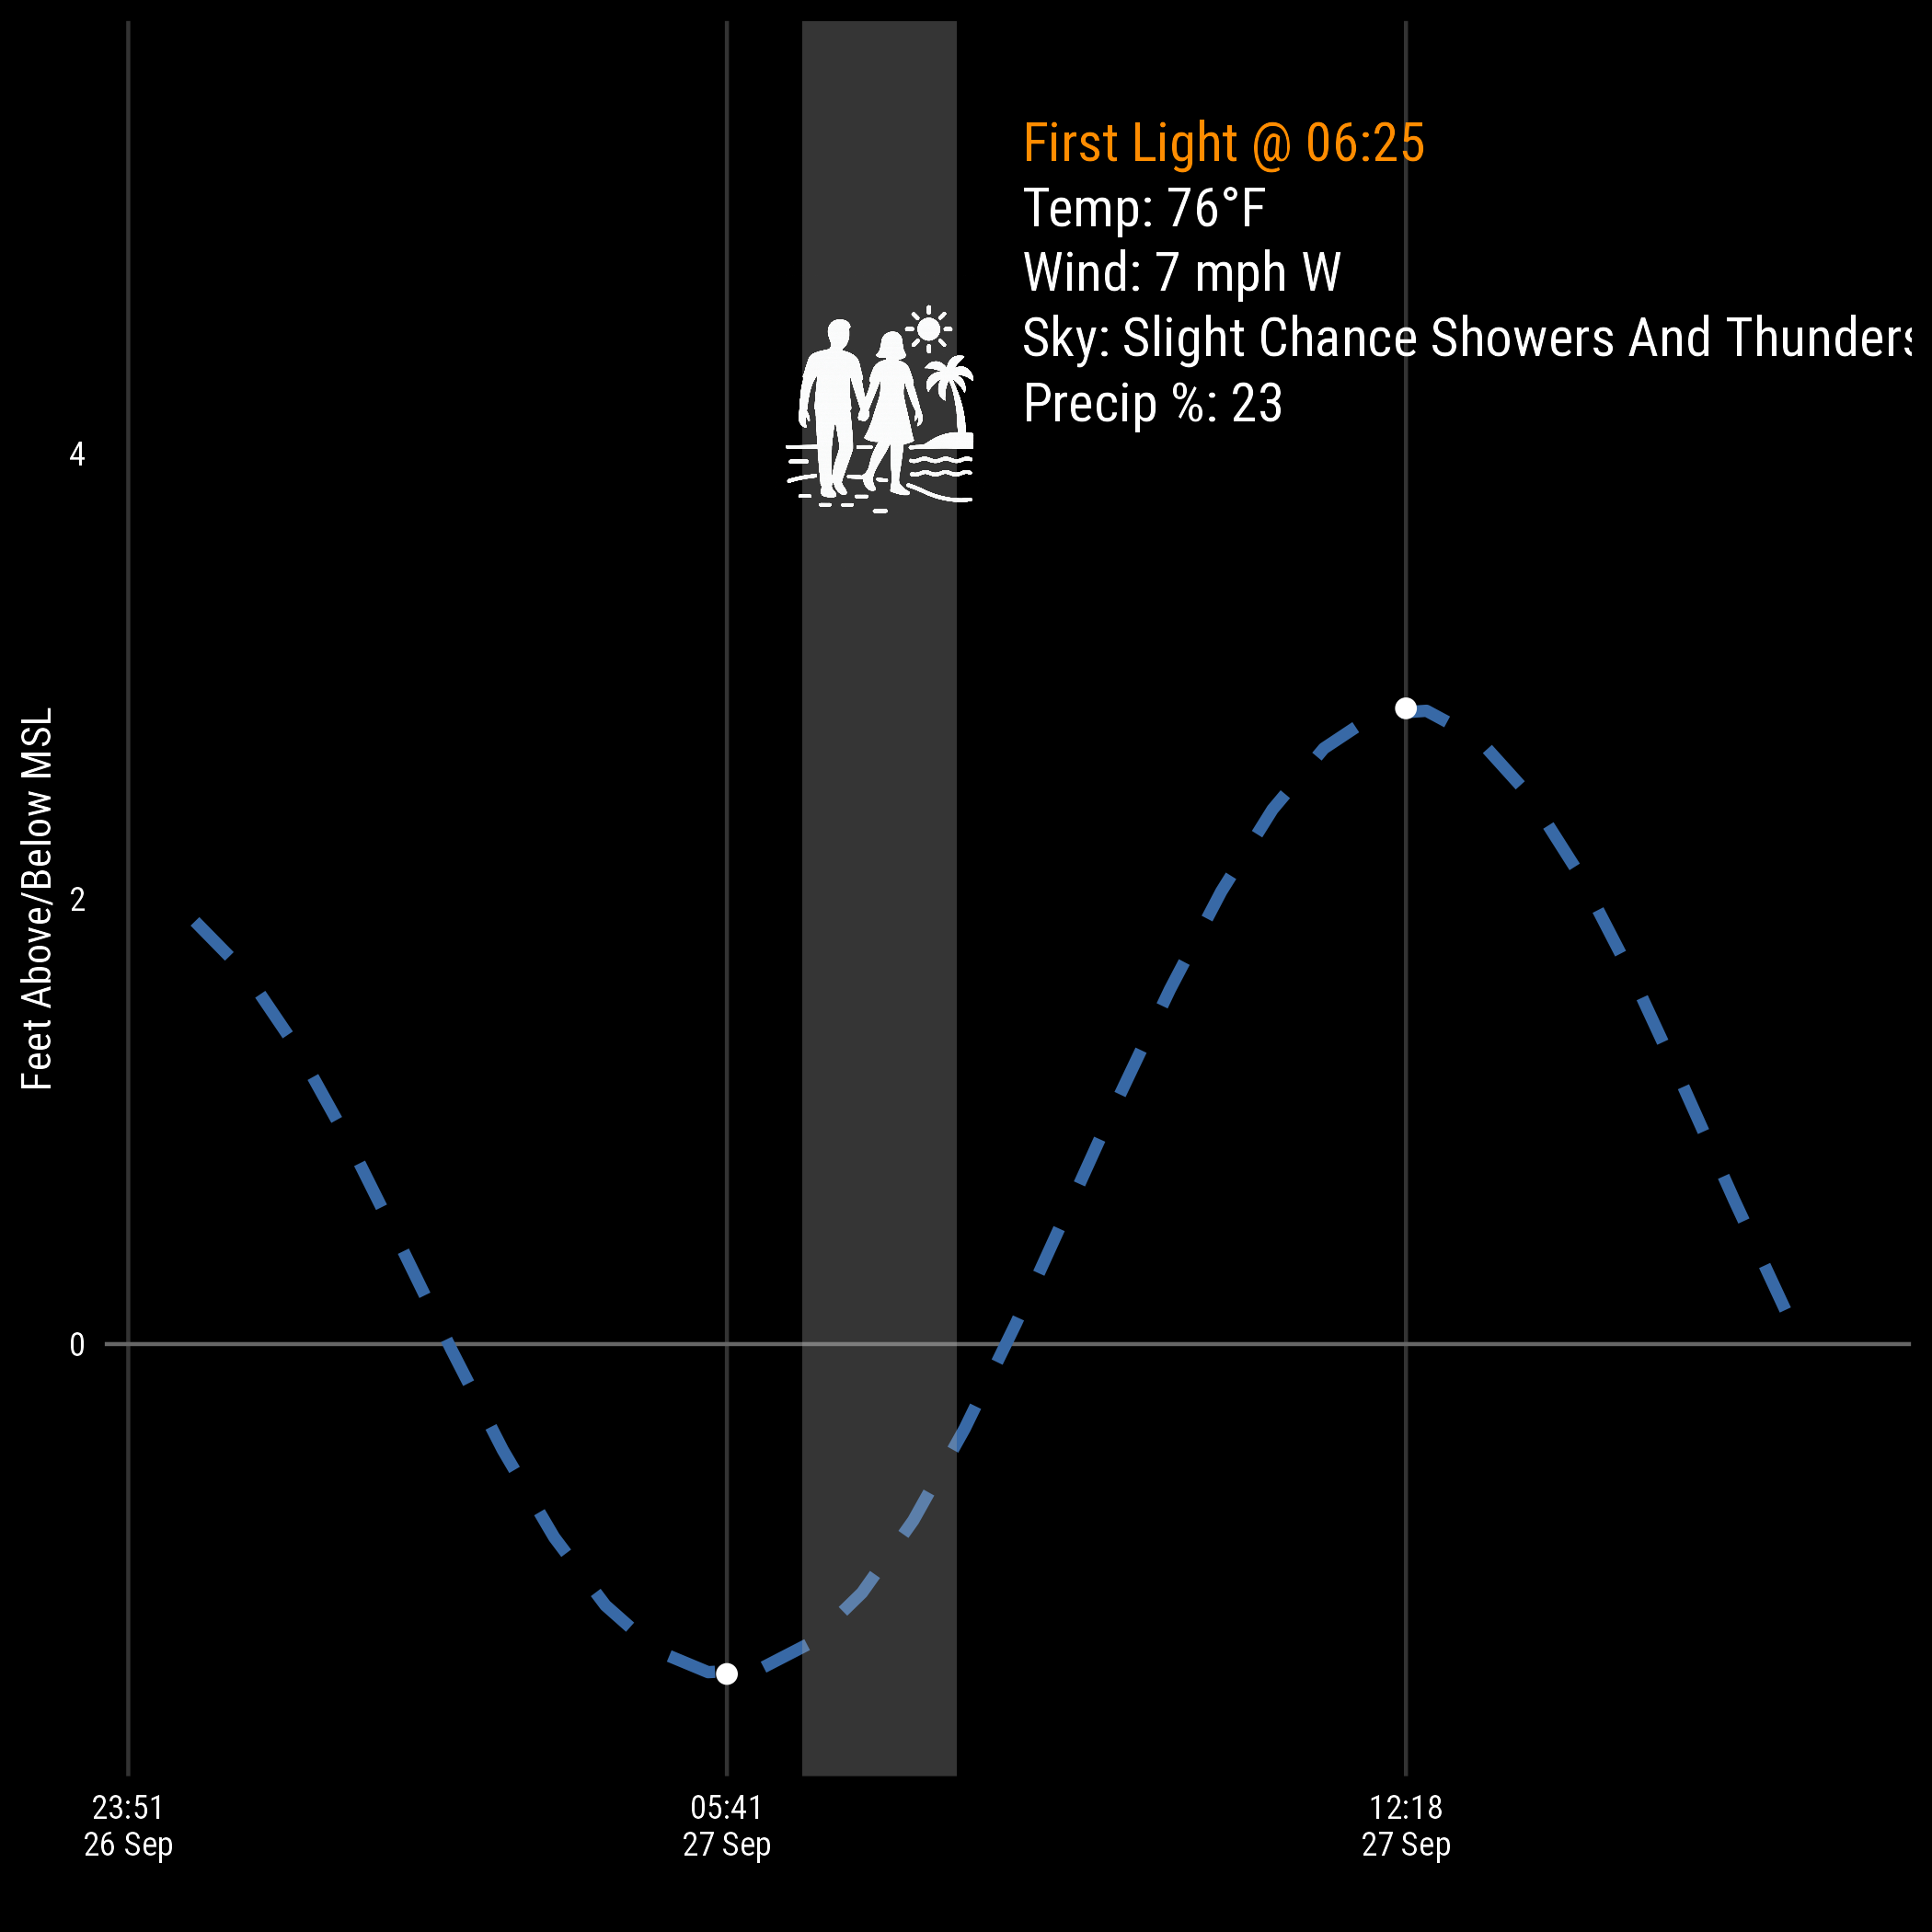 First Light @ 06:25
Temp: 76°F
Wind: 7 mph W
Sky: Slight Chance Showers And Thunders
Precip %: 23
Feet Above/Below MSL
4
2
0
23:51
26 Sep
05:41
27 Sep
12:18
27 Sep